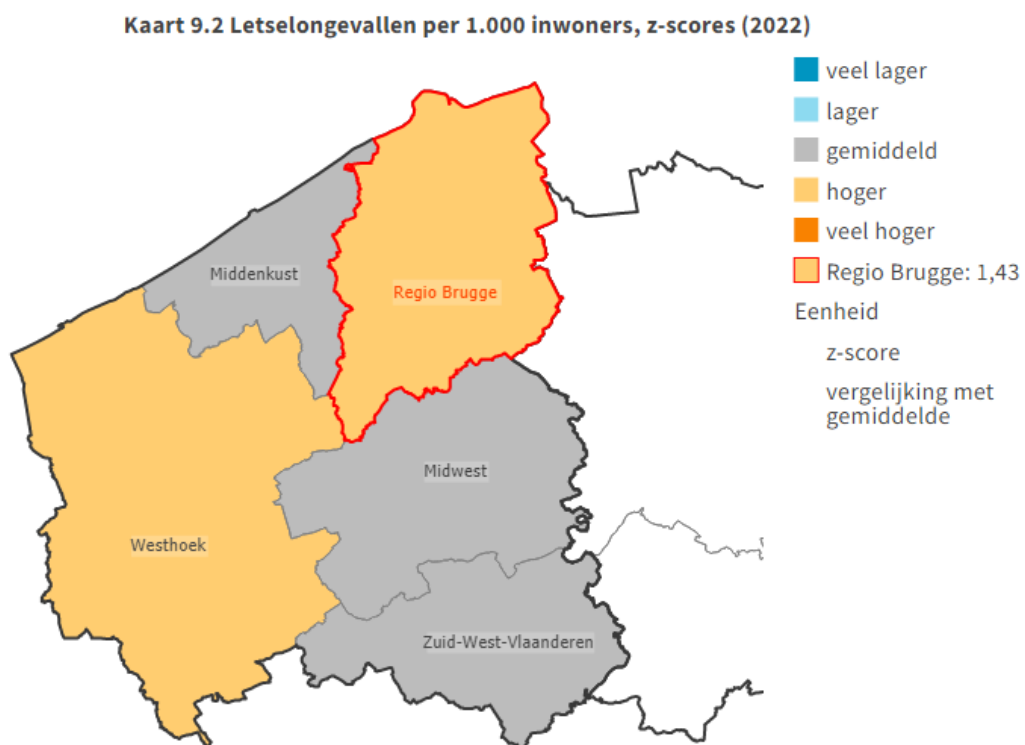 Kaart 9.2 Letselongevallen per 1.000 inwoners, z-scores (2022)
veel lager
lager
gemiddeld
hoger
veel hoger
Regio Brugge: 1,43
Eenheid
z-score
vergelijking met
gemiddelde
Middenkust
Regio Brugge
Midwest
Westhoek
Zuid-West-Vlaanderen